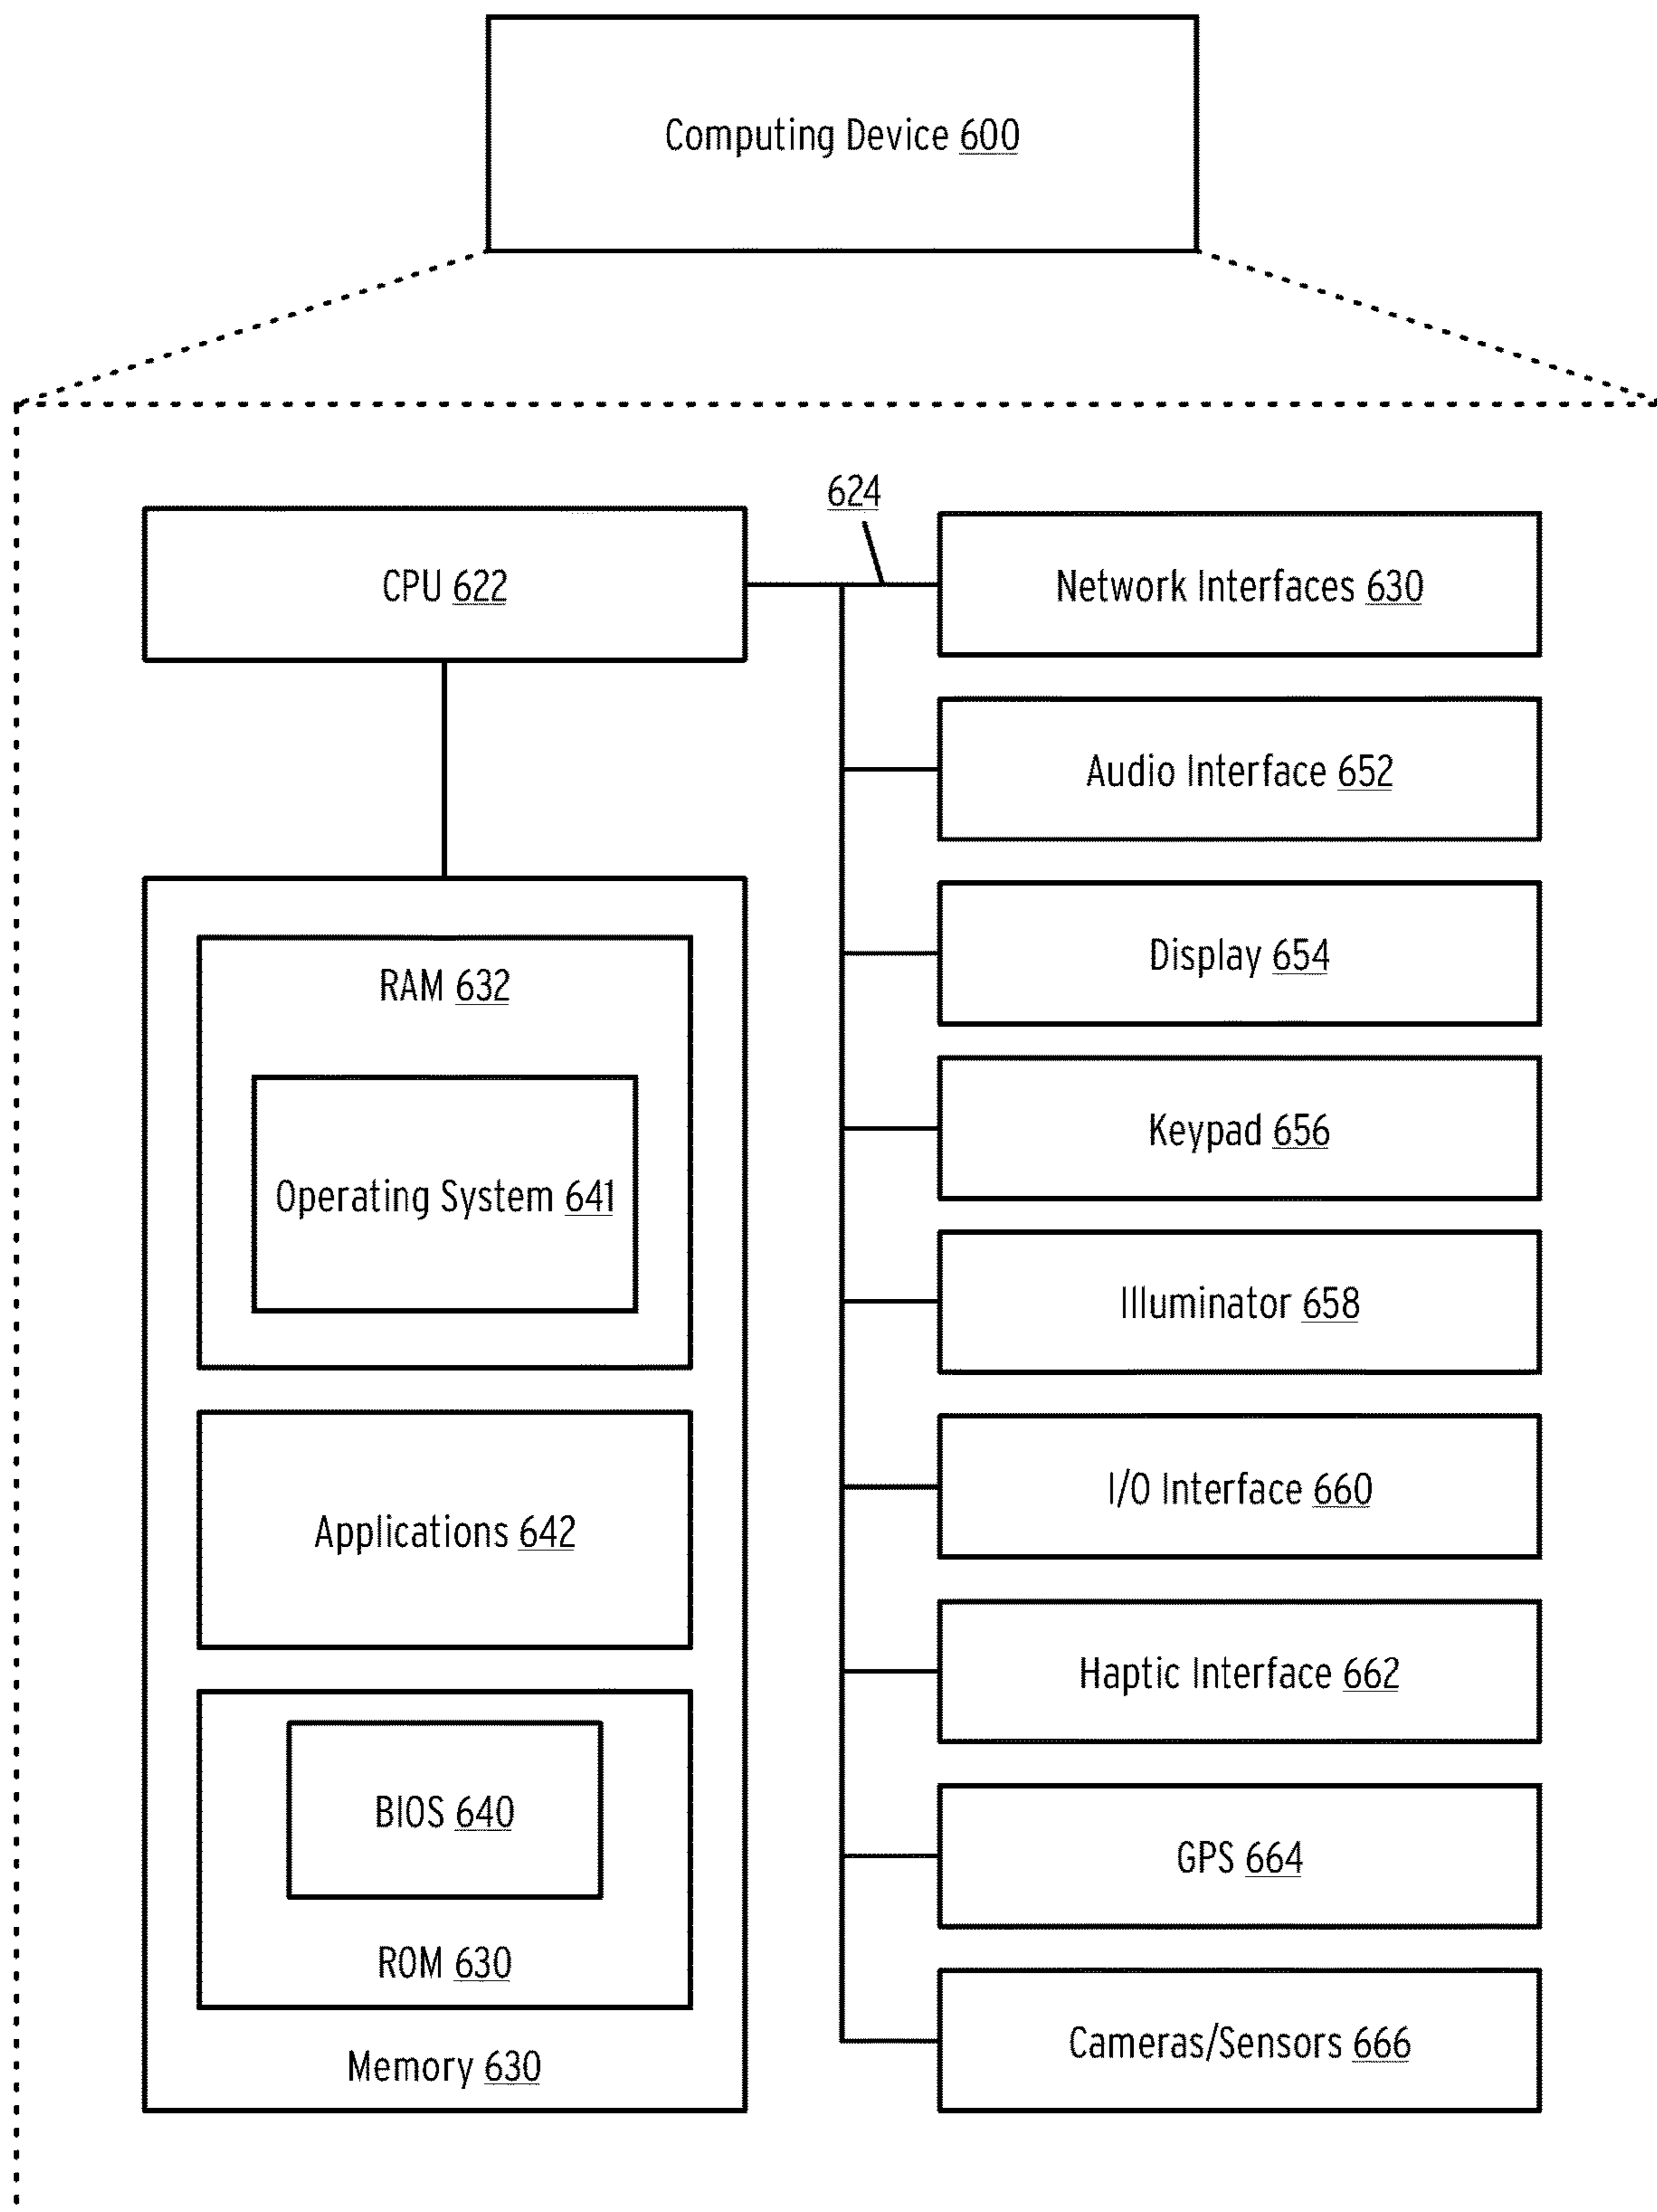 Computing Device 600
624
CPU 622
Network Interfaces 630
Audio Interface 652
Display 654
Keypad 656
Illuminator 658
I/O Interface 660
Haptic Interface 662
GPS 664
Cameras/Sensors 666
RAM 632
Operating System 641
Applications 642
BIOS 640
ROM 630
Memory 630